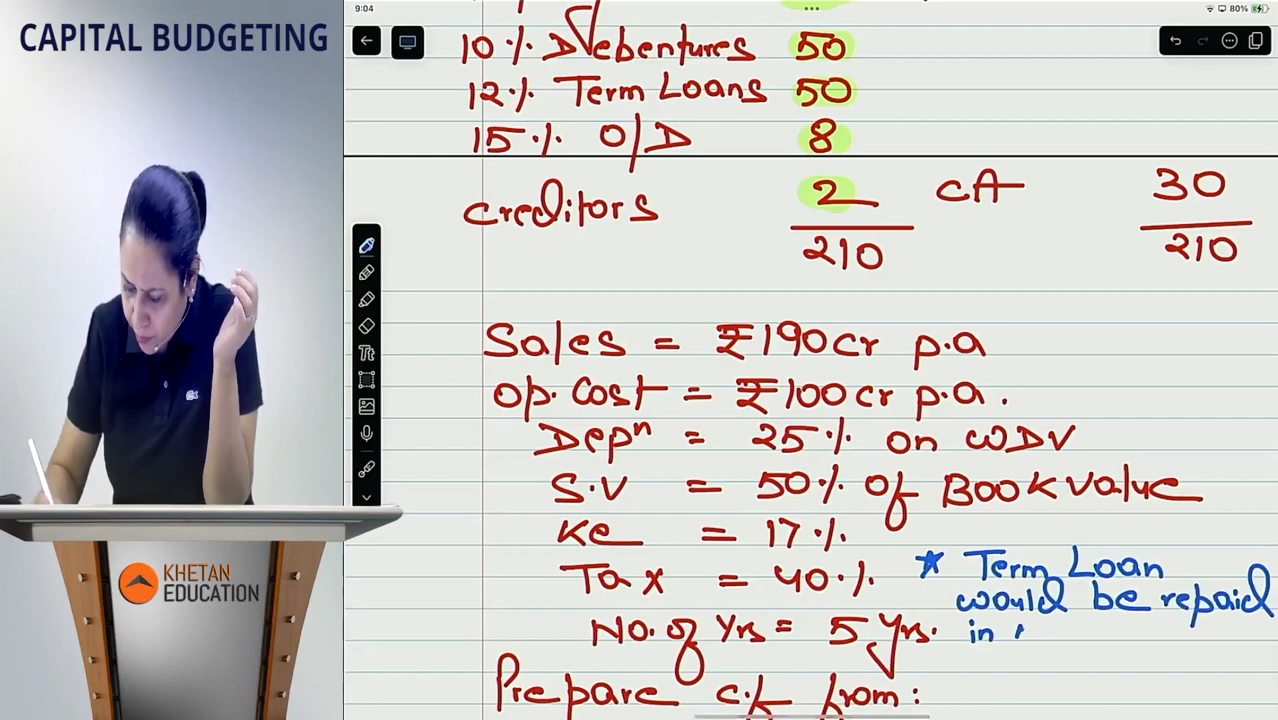 CAPITAL BUDGETING
9:04
80%
10% Debentures 50
12% Term Loans 50
15% O/D 8
creditors 2 CA 30
210 210
Sales = ₹190cr p.a
op. Cost = ₹100cr p.a.
Depⁿ = 25% on WDV
S.V = 50% of Book Value
Ke = 17%
Tax = 40%
* Term Loan
would be repaid
in
No. of Yrs = 5 Yrs.
Prepare c.f from:
Tt
KHETAN
EDUCATION